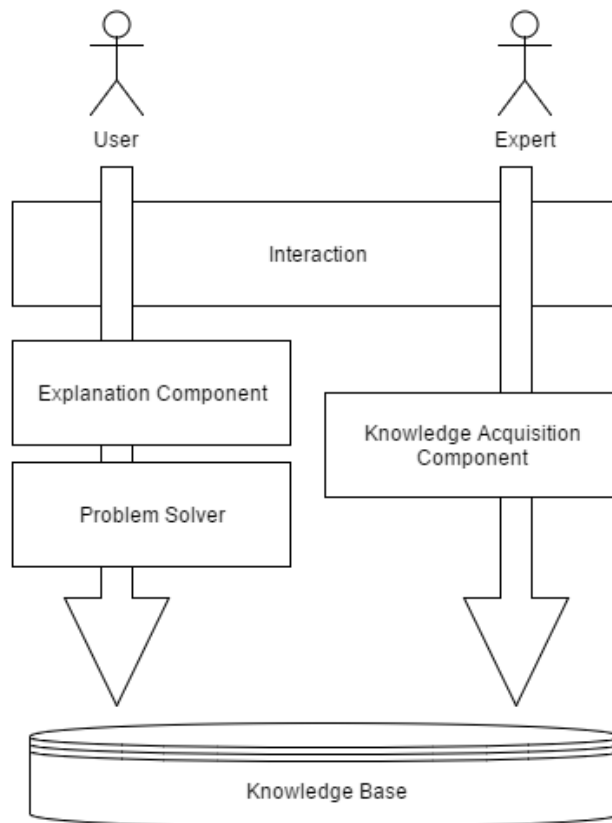 User
Expert
Interaction
Explanation Component
Knowledge Acquisition
Component
Problem Solver
Knowledge Base